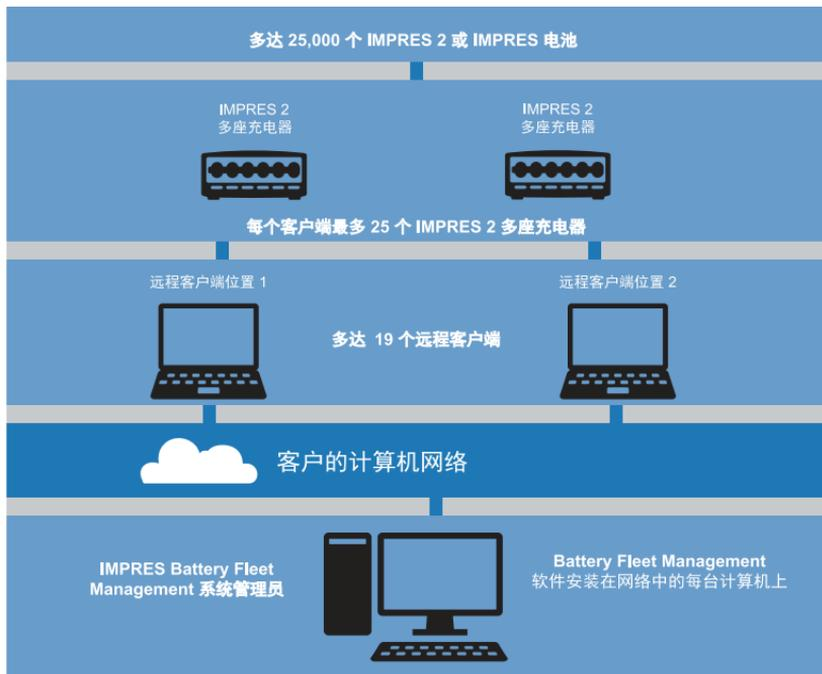 多达 25,000 个 IMPRES 2 或 IMPRES 电池
IMPRES 2
多座充电器
IMPRES 2
多座充电器
每个客户端最多 25 个 IMPRES 2 多座充电器
远程客户端位置 1
远程客户端位置 2
多达 19 个远程客户端
客户的计算机网络
IMPRES Battery Fleet
Management 系统管理员
Battery Fleet Management
软件安装在网络中的每台计算机上